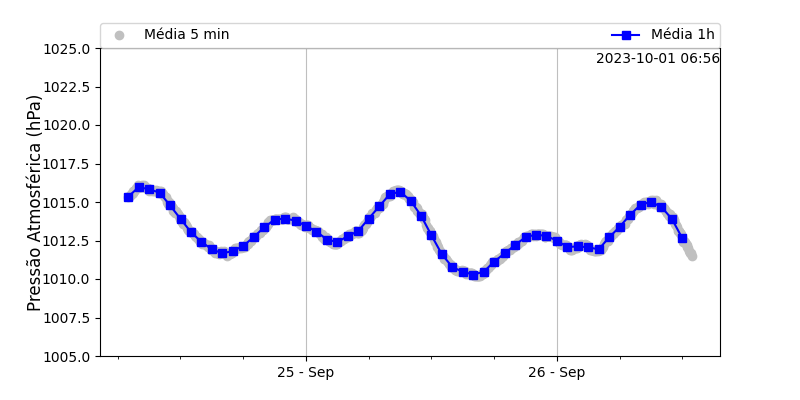 Média 5 min
Média 1h
2023-10-01 06:56
Pressão Atmosférica (hPa)
1025.0
1022.5
1020.0
1017.5
1015.0
1012.5
1010.0
1007.5
1005.0
25 - Sep
26 - Sep